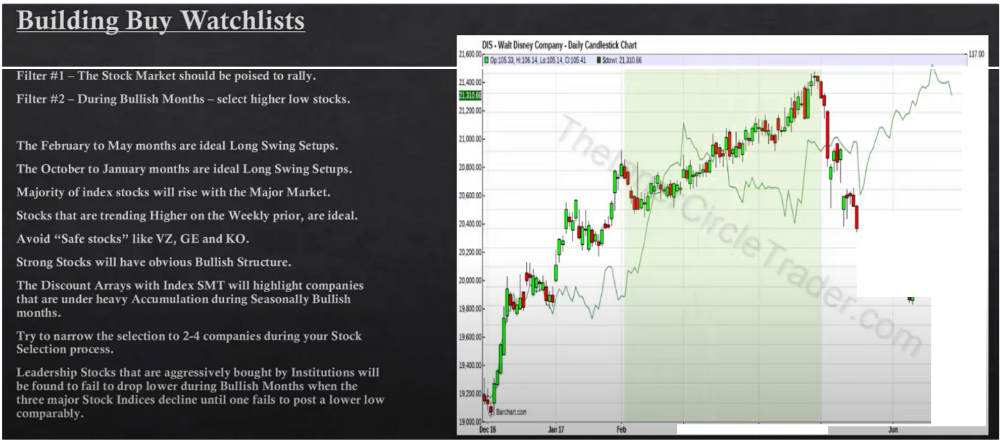 Building Buy Watchlists
Filter #1 – The Stock Market should be poised to rally.
Filter #2 – During Bullish Months – select higher low stocks.
The February to May months are ideal Long Swing Setups.
The October to January months are ideal Long Swing Setups.
Majority of index stocks will rise with the Major Market.
Stocks that are trending Higher on the Weekly prior, are ideal.
Avoid “Safe stocks” like VZ, GE and KO.
Strong Stocks will have obvious Bullish Structure.
The Discount Arrays with Index SMT will highlight companies
that are under heavy Accumulation during Seasonally Bullish
months.
Try to narrow the selection to 2-4 companies during your Stock
Selection process.
Leadership Stocks that are aggressively bought by Institutions will
be found to fail to drop lower during Bullish Months when the
three major Stock Indices decline until one fails to post a lower low
comparably.
DIS - Walt Disney Company - Daily Candlestick Chart
Op:105.33, Hi:106.14, Lo:105.14, Cl:105.41 $dowi: 21,310.66
117.00
21,600.00
21,400.00
21,310.66
21,200.00
21,000.00
20,800.00
20,600.00
20,400.00
20,200.00
20,000.00
19,800.00
19,600.00
19,400.00
19,200.00
19,000.00
TheInnerCircleTrader.com
© Barchart.com
Dec 16 Jan 17 Feb Jun